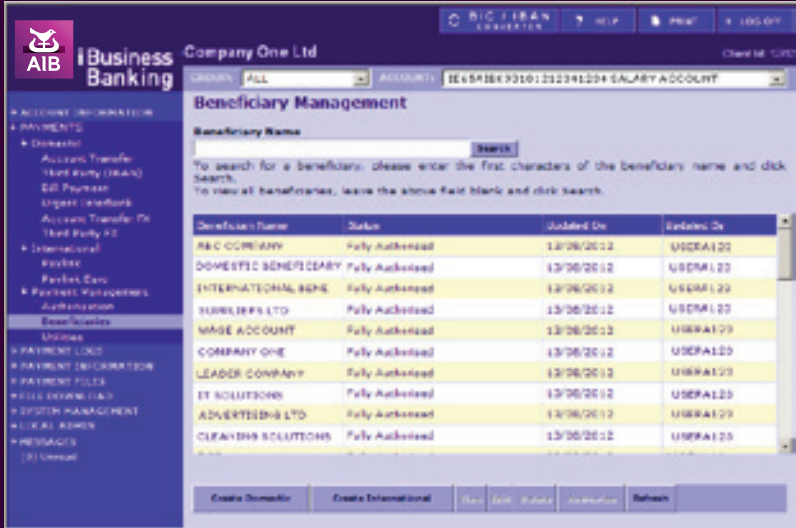 BIC / IBAN CONVERTER
? HELP
PRINT
LOG OFF
AIB
iBusiness Banking
Company One Ltd
GROUP: ALL
ACCOUNT:
SALARY ACCOUNT
Beneficiary Management
Beneficiary Name
Search
To search for a beneficiary, please enter the first characters of the beneficiary name and click Search.
To view all beneficiaries, leave the above field blank and click Search.
ACCOUNT INFORMATION
PAYMENTS
Domestic
Account Transfer
Third Party (IBAN)
Bill Payment
Urgent Interbank
Account Transfer FX
Third Party FX
International
Paylink
Paylink Euro
Payment Management
Authorisation
Beneficiaries
Utilities
PAYMENT LOGS
PAYMENT INFORMATION
PAYMENT FILES
FILE DOWNLOAD
SYSTEM MANAGEMENT
LOCAL ADMIN
MESSAGES
(0) Unread
Beneficiary Name Status Updated On Updated By
ABC COMPANY Fully Authorised 13/08/2012 USERA123
DOMESTIC BENEFICIARY Fully Authorised 13/08/2012 USERA123
INTERNATIONAL BENE Fully Authorised 13/08/2012 USERA123
SUPPLIERS LTD Fully Authorised 13/08/2012 USERA123
WAGE ACCOUNT Fully Authorised 13/08/2012 USERA123
COMPANY ONE Fully Authorised 13/08/2012 USERA123
LEADER COMPANY Fully Authorised 13/08/2012 USERA123
IT SOLUTIONS Fully Authorised 13/08/2012 USERA123
ADVERTISING LTD Fully Authorised 13/08/2012 USERA123
CLEANING SOLUTIONS Fully Authorised 13/08/2012 USERA123
Create Domestic
Create International
View Edit Delete Authorise Refresh